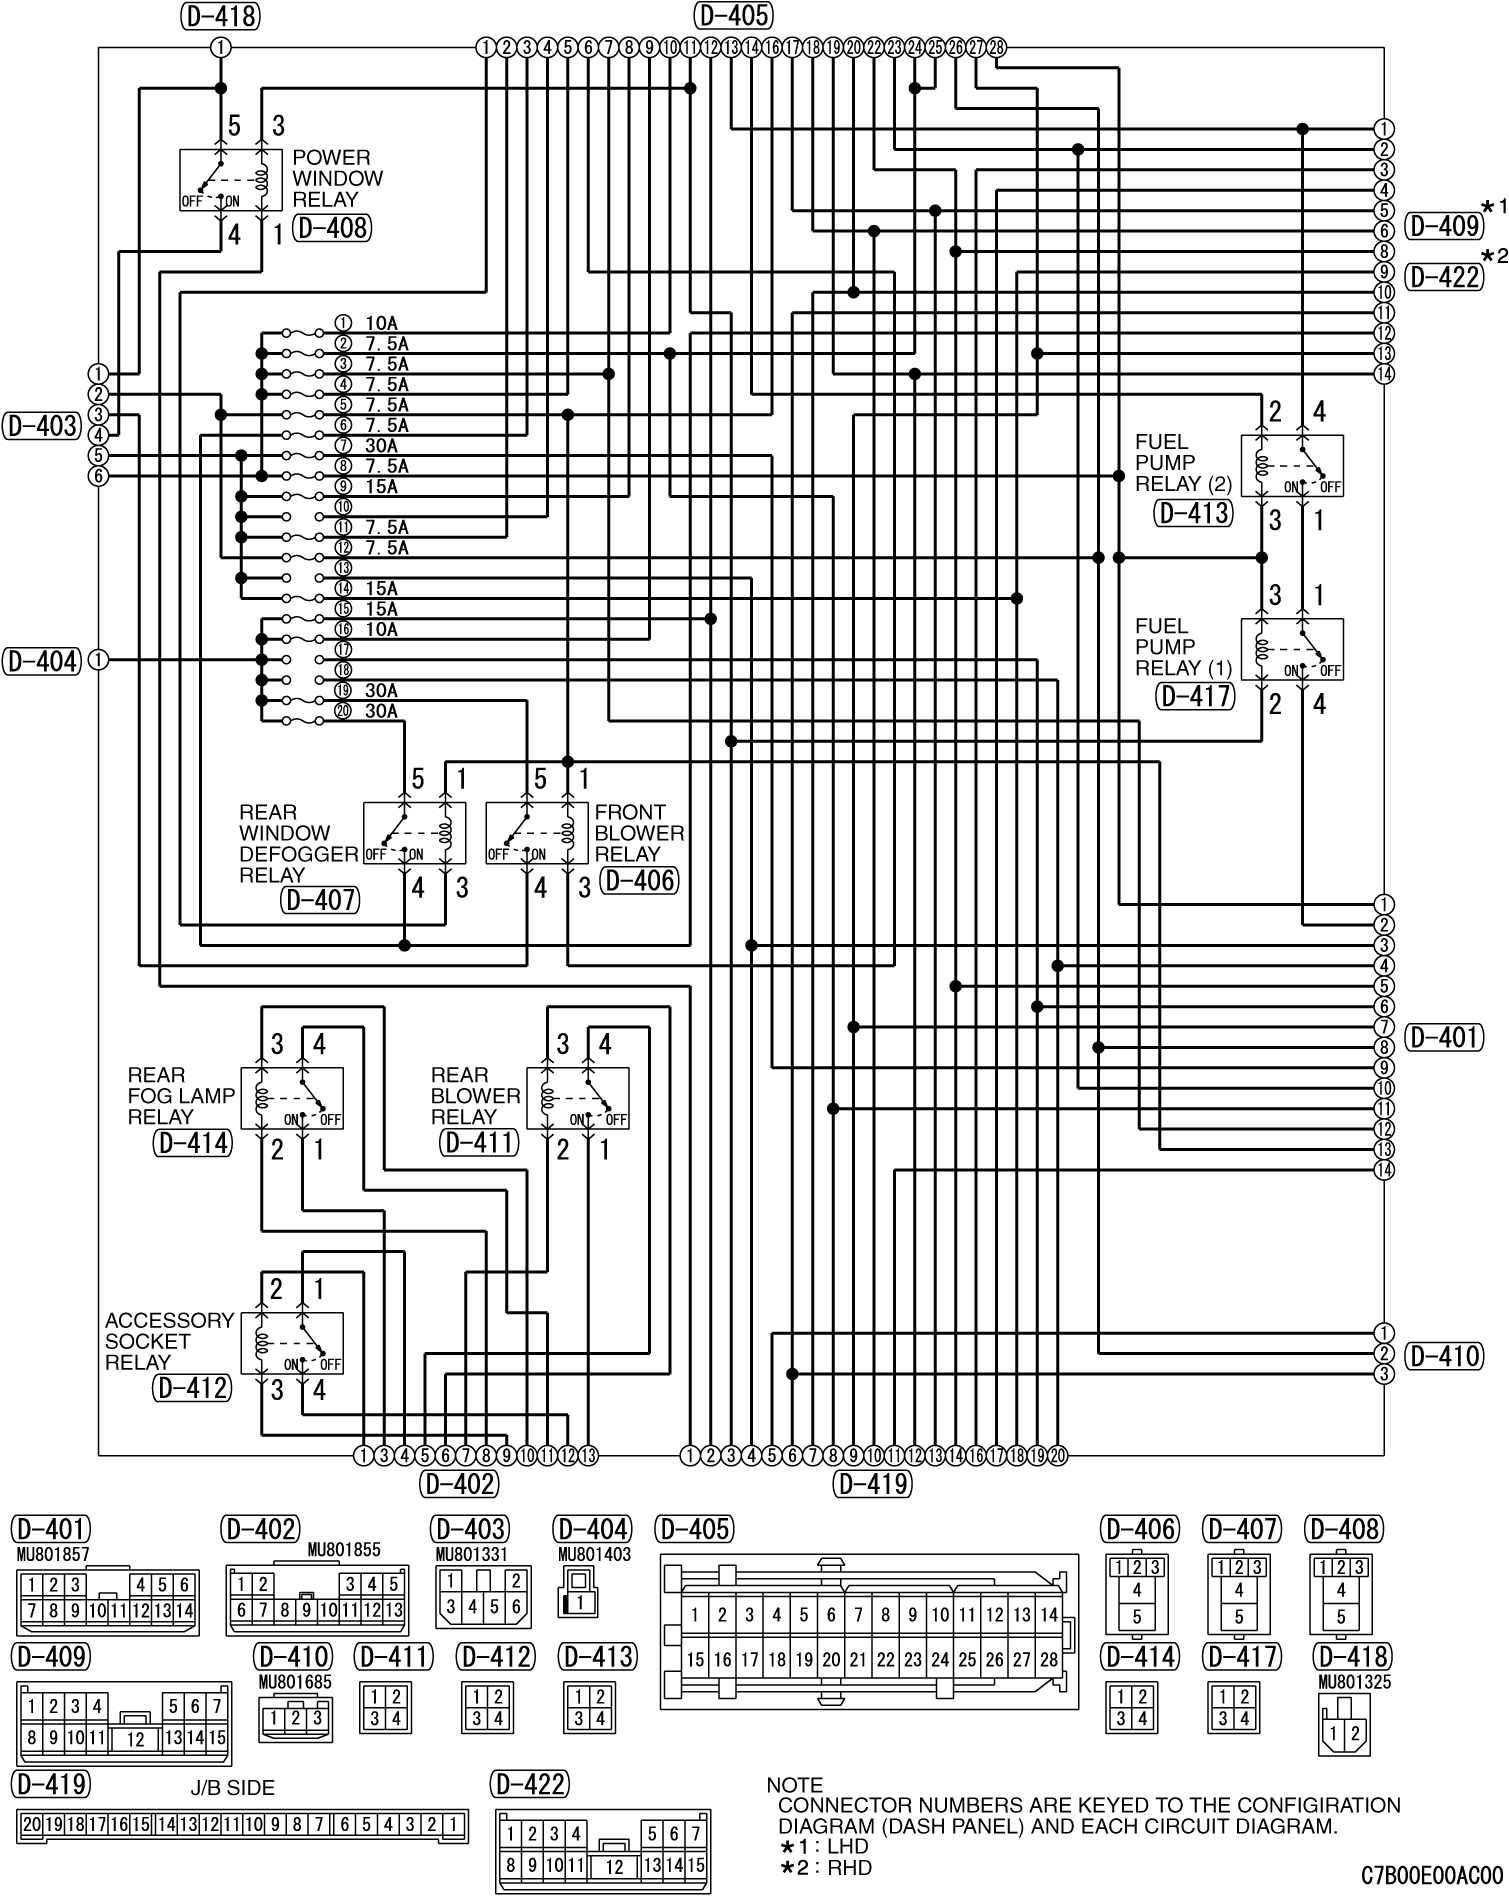 D-418 D-405
1 1 2 3 4 5 6 7 8 9 10 11 12 13 14 16 17 18 19 20 22 23 24 25 26 27 28
5 3
POWER
WINDOW
RELAY
OFF ON
D-408
4 1
1
2
3
4
5 *1
6 D-409
8 *2
9 D-422
10
11
12
13
14
1 10A
2 7.5A
3 7.5A
4 7.5A
5 7.5A
6 7.5A
7 30A
8 7.5A
9 15A
10
11 7.5A
12 7.5A
13
14 15A
15 15A
16 10A
17
18
19 30A
20 30A
1
2
3
D-403
4
5
6
D-404 1
2 4
FUEL
PUMP
RELAY (2)
ON OFF
D-413
3 1
3 1
FUEL
PUMP
RELAY (1)
ON OFF
D-417
2 4
5 1 5 1
REAR
WINDOW
DEFOGGER
RELAY
OFF ON
D-407
4 3
FRONT
BLOWER
RELAY
OFF ON
D-406
4 3
1
2
3
4
5
6
7
D-401
8
9
10
11
12
13
14
3 4
REAR
FOG LAMP
RELAY
ON OFF
D-414
2 1
3 4
REAR
BLOWER
RELAY
ON OFF
D-411
2 1
2 1
ACCESSORY
SOCKET
RELAY
ON OFF
D-412
3 4
1
2 D-410
3
1 3 4 5 6 7 8 9 10 11 12 13
D-402
1 2 3 4 5 6 7 8 9 10 11 12 13 14 16 17 18 19 20
D-419
D-401
MU801857
1 2 3 4 5 6
7 8 9 10 11 12 13 14
D-402
MU801855
1 2 3 4 5
6 7 8 9 10 11 12 13
D-403
MU801331
1 2
3 4 5 6
D-404
MU801403
1
D-405
1 2 3 4 5 6 7 8 9 10 11 12 13 14
15 16 17 18 19 20 21 22 23 24 25 26 27 28
D-406
1 2 3
4
5
D-407
1 2 3
4
5
D-408
1 2 3
4
5
D-409
1 2 3 4 5 6 7
8 9 10 11 12 13 14 15
D-410
MU801685
1 2 3
D-411
1 2
3 4
D-412
1 2
3 4
D-413
1 2
3 4
D-414
1 2
3 4
D-417
1 2
3 4
D-418
MU801325
1 2
D-419 J/B SIDE
20 19 18 17 16 15 14 13 12 11 10 9 8 7 6 5 4 3 2 1
D-422
1 2 3 4 5 6 7
8 9 10 11 12 13 14 15
NOTE
CONNECTOR NUMBERS ARE KEYED TO THE CONFIGIRATION
DIAGRAM (DASH PANEL) AND EACH CIRCUIT DIAGRAM.
*1 : LHD
*2 : RHD
C7B00E00AC00